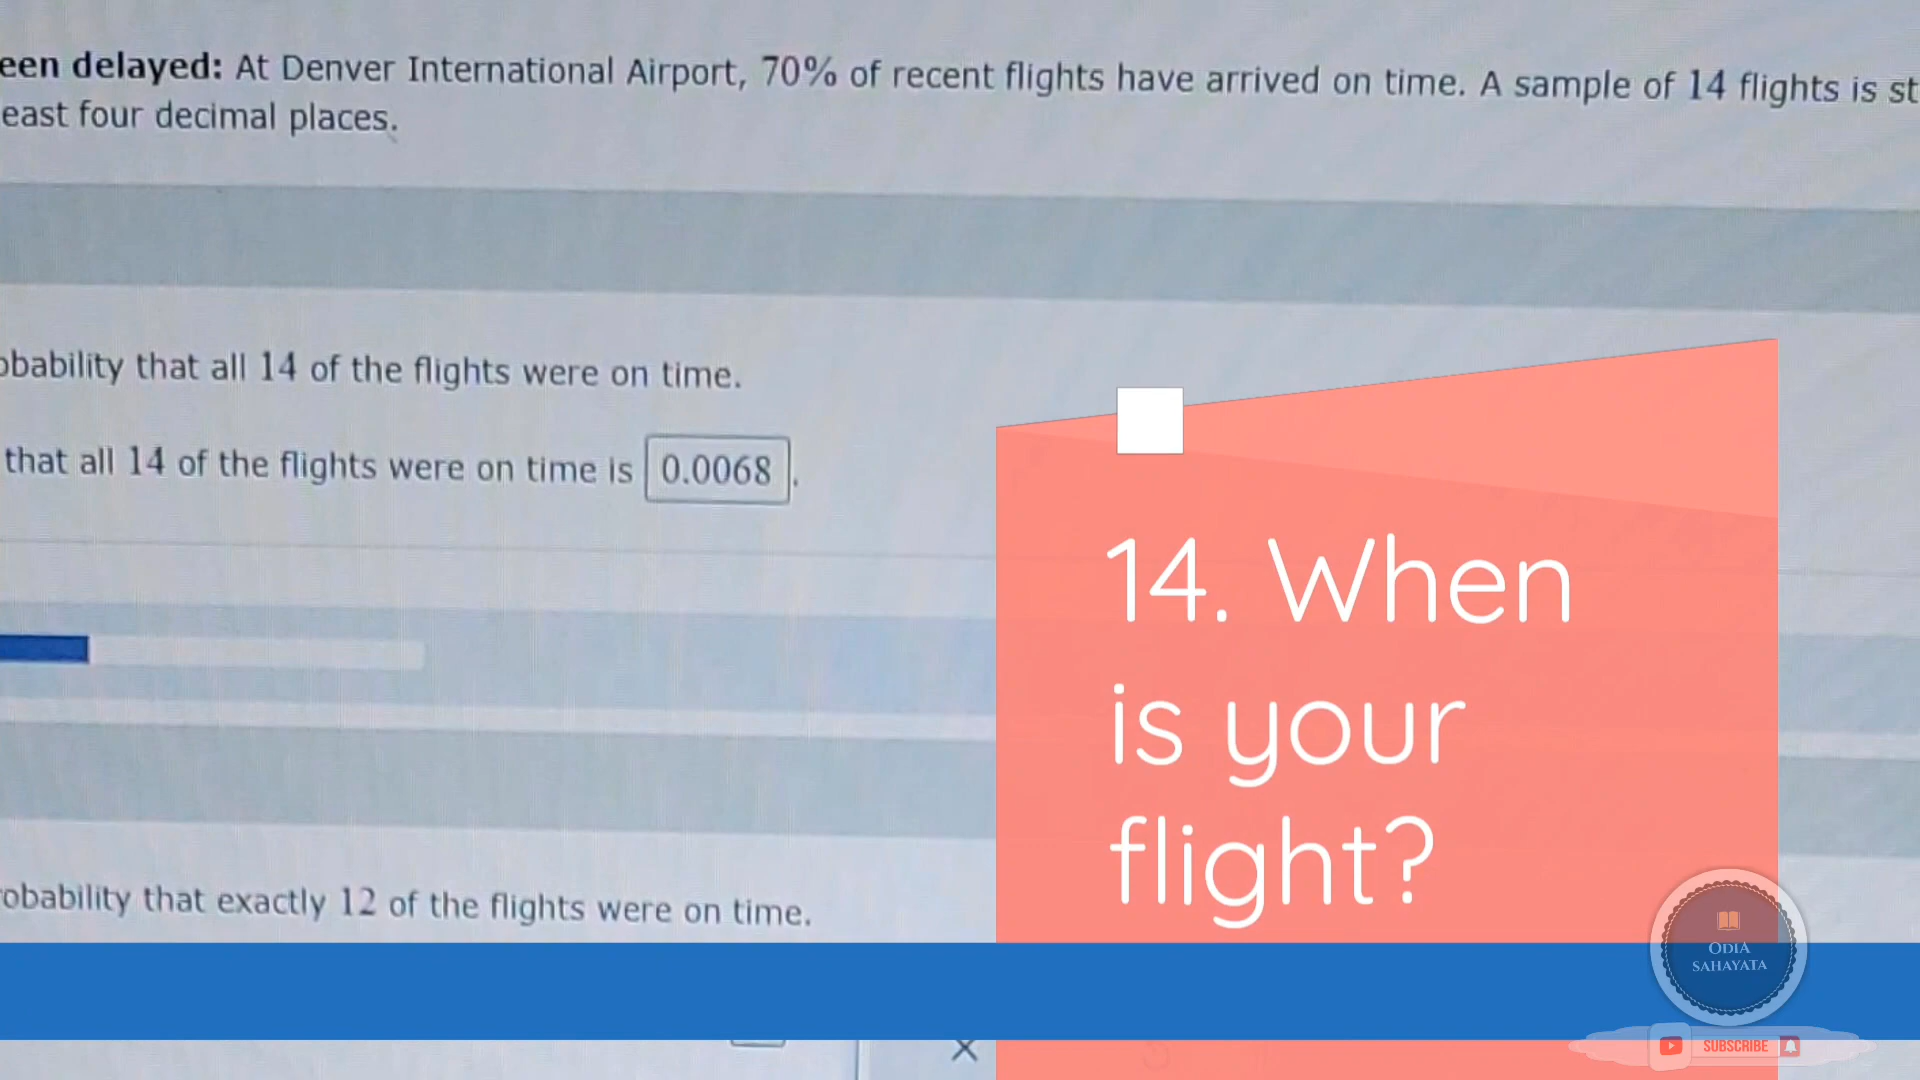 een delayed: At Denver International Airport, 70% of recent flights have arrived on time. A sample of 14 flights is st
east four decimal places.
obability that all 14 of the flights were on time.
that all 14 of the flights were on time is 0.0068.
robability that exactly 12 of the flights were on time.
14. When
is your
flight?
ODIA
SAHAYATA
SUBSCRIBE